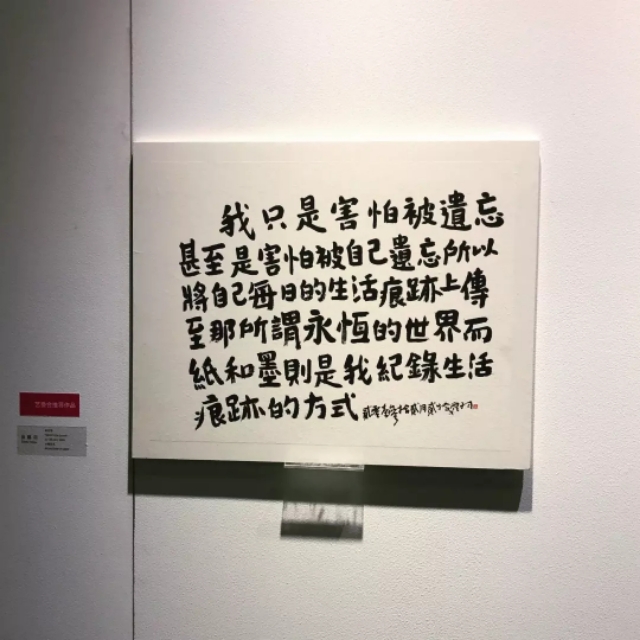 我只是害怕被遺忘
甚至是害怕被自己遺忘所以
將自己每日的生活痕跡上傳
至那所謂永恆的世界而
紙和墨則是我紀錄生活
痕跡的方式